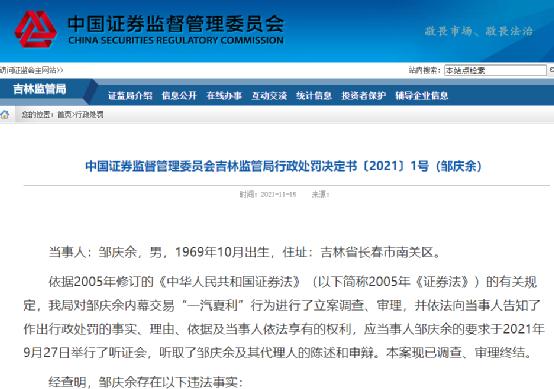 中国证券监督管理委员会
CHINA SECURITIES REGULATORY COMMISSION
敬畏市场、敬畏法治
访问证监会主网站>>
站内搜索：本站点检索
吉林监管局
证监局介绍 信息公开 在线办事 互动交流 统计信息 投资者保护 辅导企业信息
您的位置：首页>行政处罚
中国证券监督管理委员会吉林监管局行政处罚决定书〔2021〕1号（邹庆余）
时间：2021-11-05 来源：
当事人：邹庆余，男，1969年10月出生，住址：吉林省长春市南关区。
依据2005年修订的《中华人民共和国证券法》（以下简称2005年《证券法》）的有关规
定，我局对邹庆余内幕交易“一汽夏利”行为进行了立案调查、审理，并依法向当事人告知了
作出行政处罚的事实、理由、依据及当事人依法享有的权利，应当事人邹庆余的要求于2021年
9月27日举行了听证会，听取了邹庆余及其代理人的陈述和申辩。本案现已调查、审理终结。
经查明，邹庆余存在以下违法事实：